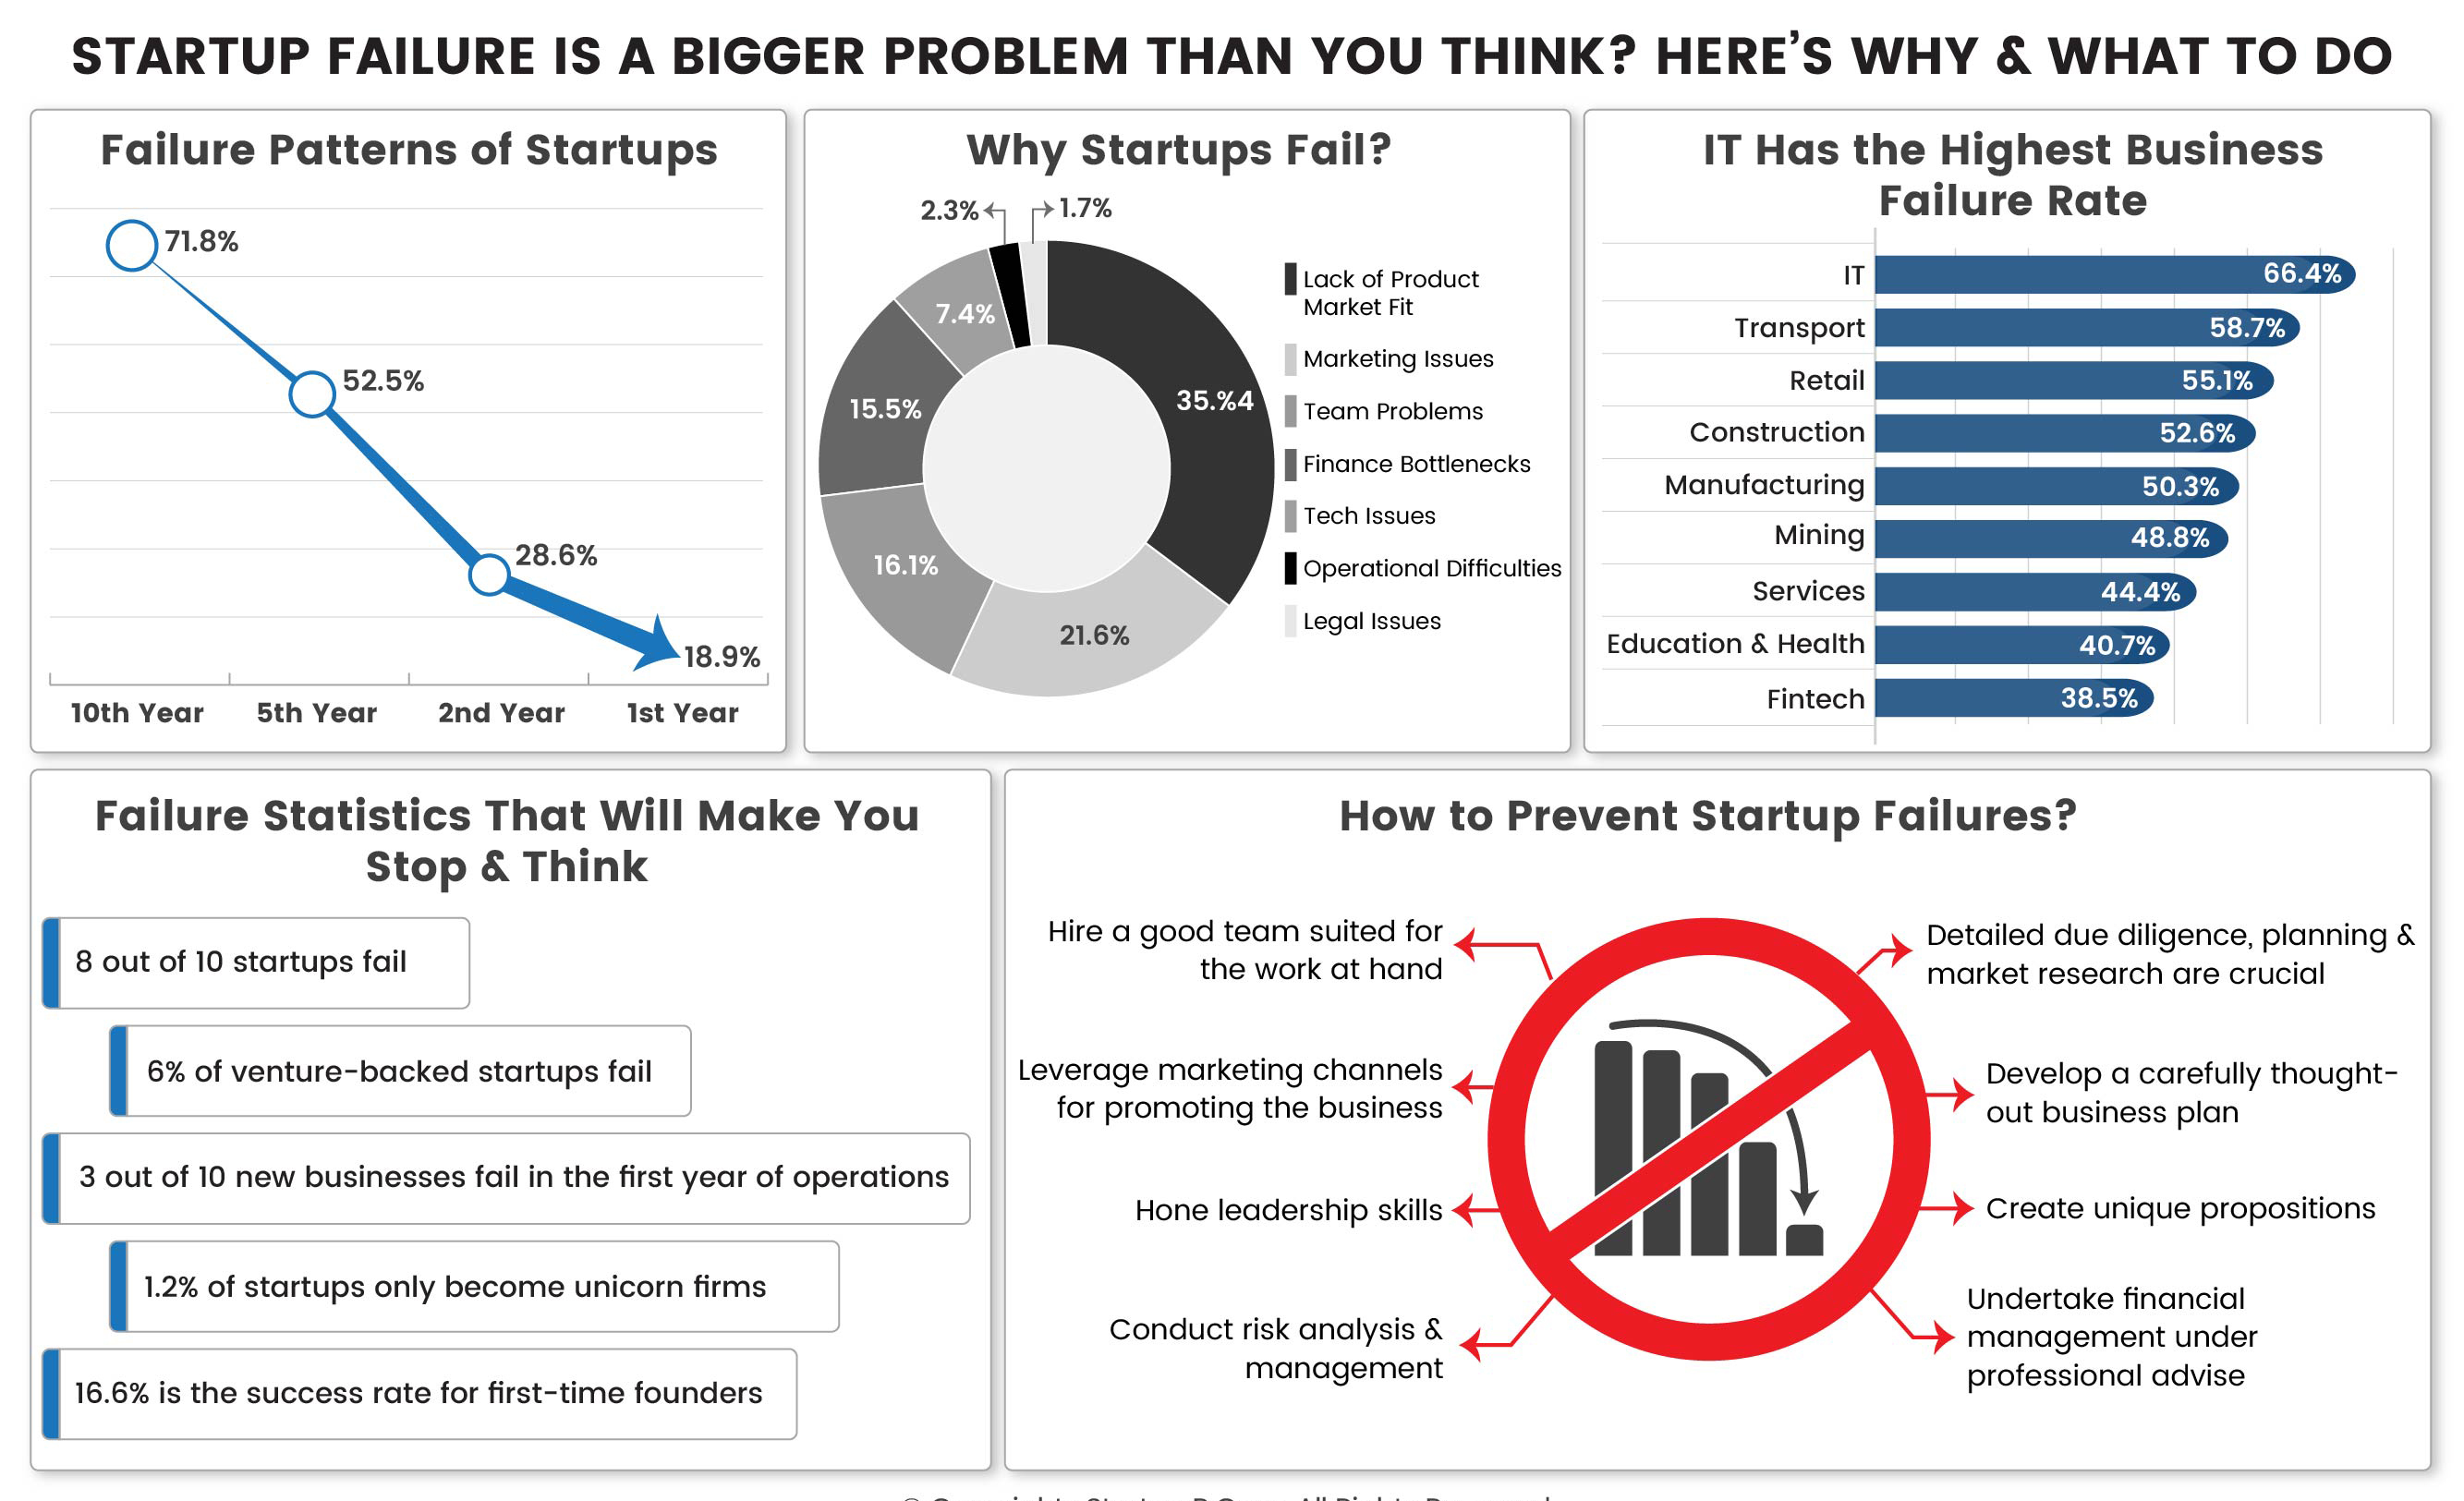 STARTUP FAILURE IS A BIGGER PROBLEM THAN YOU THINK? HERE'S WHY & WHAT TO DO
Failure Patterns of Startups
71.8%
52.5%
28.6%
18.9%
10th Year
5th Year
2nd Year
1st Year
Why Startups Fail?
2.3%
1.7%
7.4%
35.%4
15.5%
16.1%
21.6%
Lack of Product
Market Fit
Marketing Issues
Team Problems
Finance Bottlenecks
Tech Issues
Operational Difficulties
Legal Issues
IT Has the Highest Business
Failure Rate
IT 66.4%
Transport 58.7%
Retail 55.1%
Construction 52.6%
Manufacturing 50.3%
Mining 48.8%
Services 44.4%
Education & Health 40.7%
Fintech 38.5%
Failure Statistics That Will Make You
Stop & Think
8 out of 10 startups fail
6% of venture-backed startups fail
3 out of 10 new businesses fail in the first year of operations
1.2% of startups only become unicorn firms
16.6% is the success rate for first-time founders
How to Prevent Startup Failures?
Hire a good team suited for
the work at hand
Leverage marketing channels
for promoting the business
Hone leadership skills
Conduct risk analysis &
management
Detailed due diligence, planning &
market research are crucial
Develop a carefully thought-
out business plan
Create unique propositions
Undertake financial
management under
professional advise